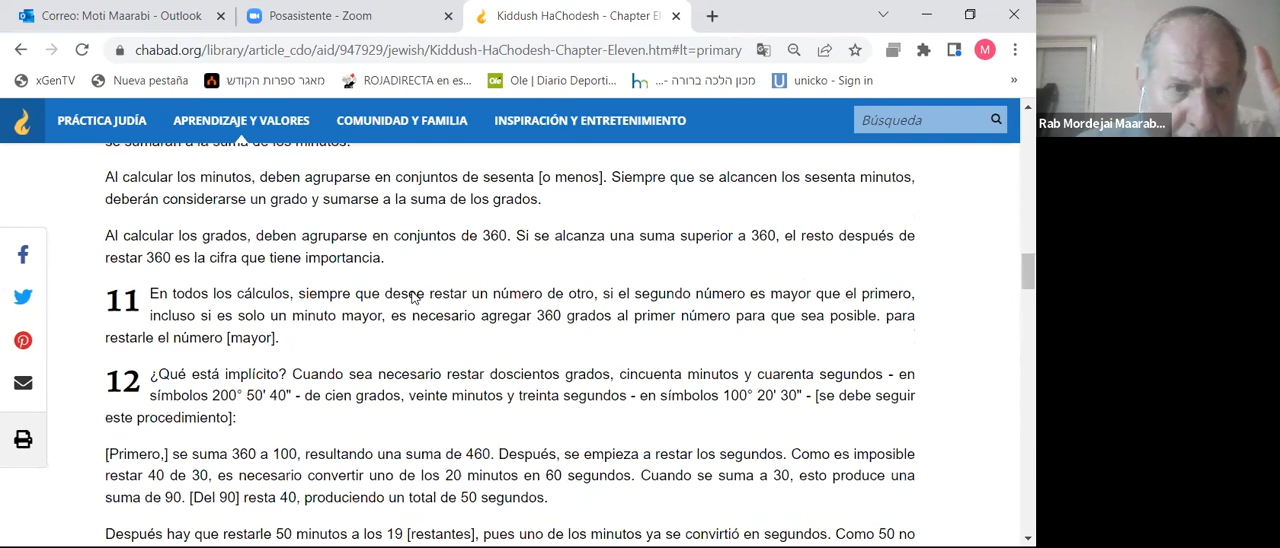 Correo: Moti Maarabi - Outlook
Posasistente - Zoom
Kiddush HaChodesh - Chapter El
chabad.org/library/article_cdo/aid/947929/jewish/Kiddush-HaChodesh-Chapter-Eleven.htm#lt=primary
M
xGenTV
Nueva pestaña
מאגר ספרות הקודש
ROJADIRECTA en es...
Ole | Diario Deporti...
מכון הלכה ברורה -...
unicko - Sign in
»
PRÁCTICA JUDÍA
APRENDIZAJE Y VALORES
COMUNIDAD Y FAMILIA
INSPIRACIÓN Y ENTRETENIMIENTO
Búsqueda
Rab Mordejai Maarab...
se sumarán a la suma de los minutos.
Al calcular los minutos, deben agruparse en conjuntos de sesenta [o menos]. Siempre que se alcancen los sesenta minutos,
deberán considerarse un grado y sumarse a la suma de los grados.
Al calcular los grados, deben agruparse en conjuntos de 360. Si se alcanza una suma superior a 360, el resto después de
restar 360 es la cifra que tiene importancia.
11 En todos los cálculos, siempre que desee restar un número de otro, si el segundo número es mayor que el primero,
incluso si es solo un minuto mayor, es necesario agregar 360 grados al primer número para que sea posible. para
restarle el número [mayor].
12 ¿Qué está implícito? Cuando sea necesario restar doscientos grados, cincuenta minutos y cuarenta segundos - en
símbolos 200° 50' 40" - de cien grados, veinte minutos y treinta segundos - en símbolos 100° 20' 30" - [se debe seguir
este procedimiento]:
[Primero,] se suma 360 a 100, resultando una suma de 460. Después, se empieza a restar los segundos. Como es imposible
restar 40 de 30, es necesario convertir uno de los 20 minutos en 60 segundos. Cuando se suma a 30, esto produce una
suma de 90. [Del 90] resta 40, produciendo un total de 50 segundos.
Después hay que restarle 50 minutos a los 19 [restantes], pues uno de los minutos ya se convirtió en segundos. Como 50 no